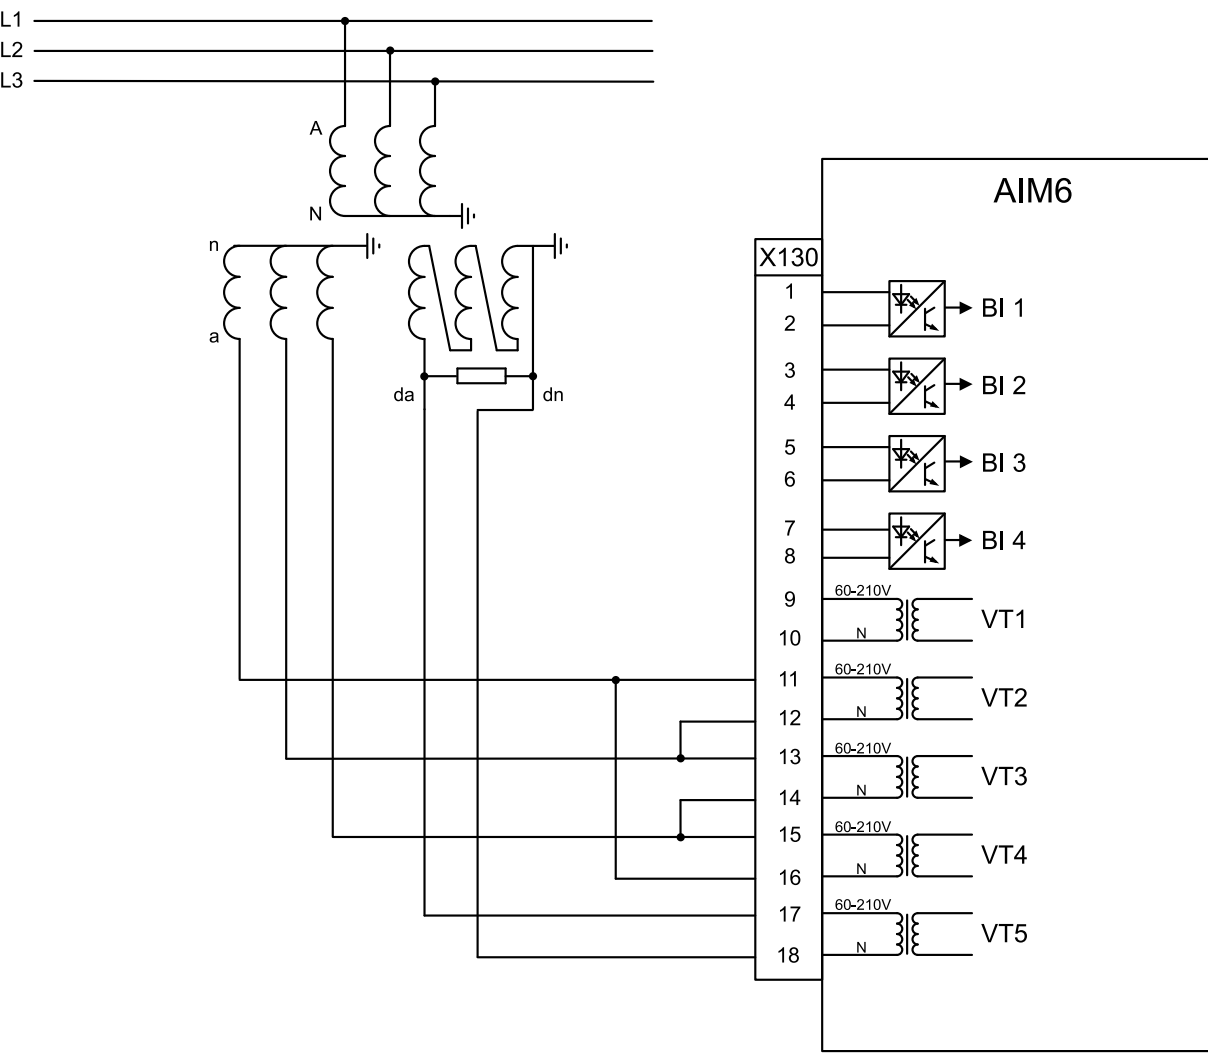 L1
L2
L3
A
N
AIM6
n
a
da
dn
X130
1
2
BI 1
3
4
BI 2
5
6
BI 3
7
8
BI 4
9 60-210V
10 N
VT1
11 60-210V
12 N
VT2
13 60-210V
14 N
VT3
15 60-210V
16 N
VT4
17 60-210V
18 N
VT5